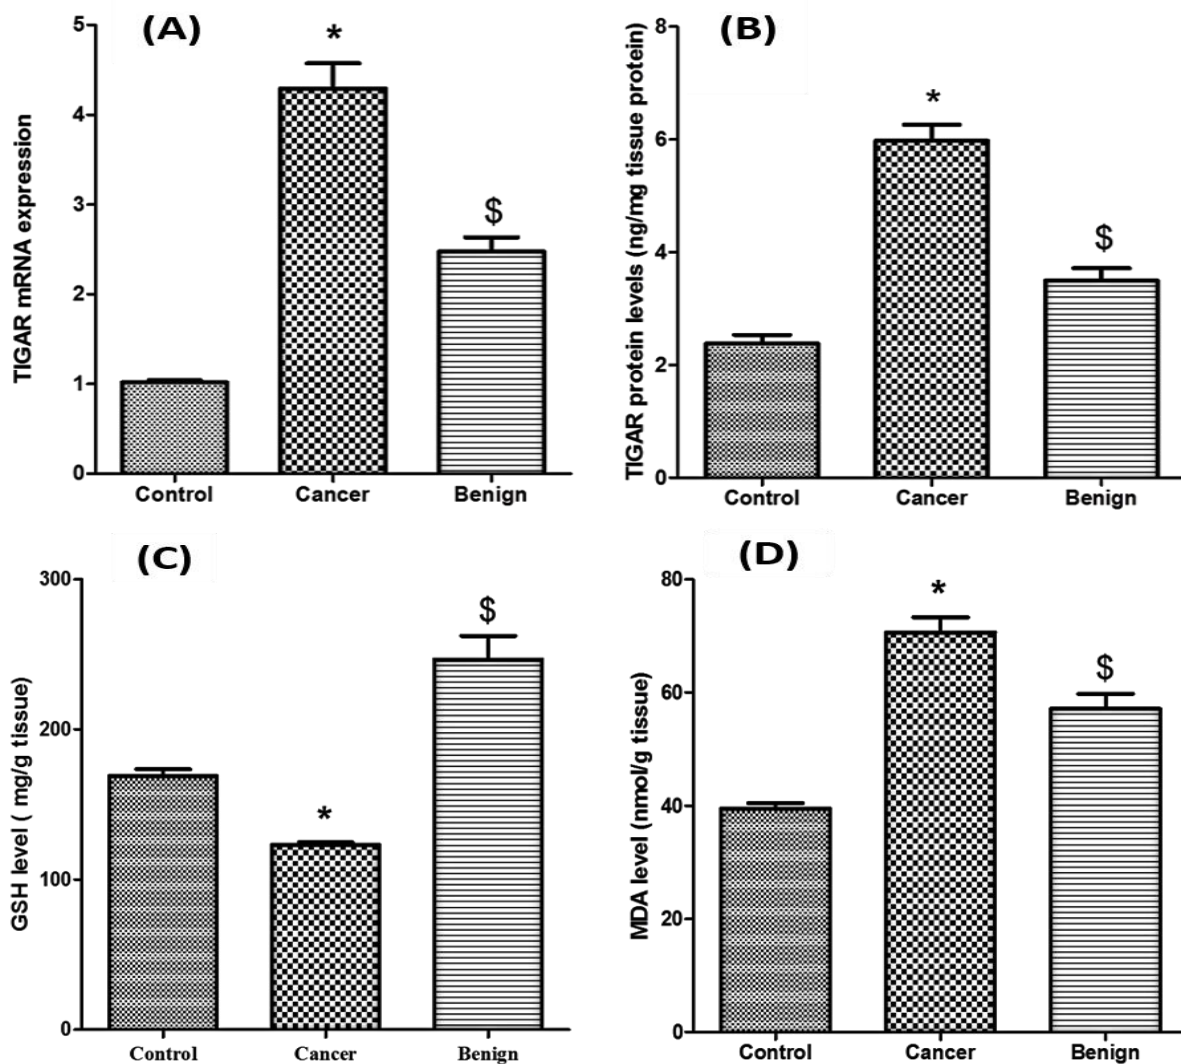 (A)
TIGAR mRNA expression
5
4
3
2
1
0
*
$
Control Cancer Benign
(B)
TIGAR protein levels (ng/mg tissue protein)
8
6
4
2
0
*
$
Control Cancer Benign
(C)
GSH level ( mg/g tissue)
300
200
100
0
*
$
Control Cancer Benign
(D)
MDA level (nmol/g tissue)
80
60
40
20
0
*
$
Control Cancer Benign